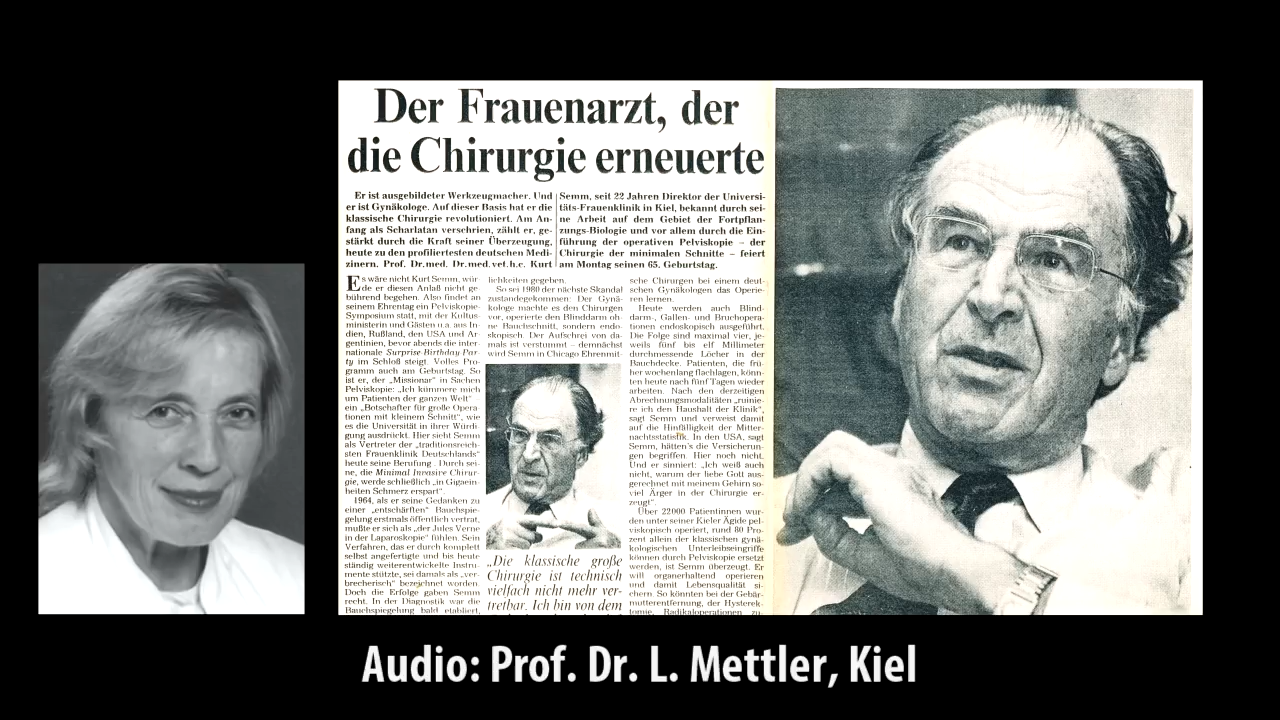 Der Frauenarzt, der
die Chirurgie erneuerte
Er ist ausgebildeter Werkzeugmacher. Und
er ist Gynäkologe. Auf dieser Basis hat er die
klassische Chirurgie revolutioniert. Am An-
fang als Scharlatan verschrien, zählt er, ge-
stärkt durch die Kraft seiner Überzeugung,
heute zu den profiliertesten deutschen Medi-
zinern. Prof. Dr. med. Dr. med. vet. h. c. Kurt
Semm, seit 22 Jahren Direktor der Universi-
täts-Frauenklinik in Kiel, bekannt durch sei-
ne Arbeit auf dem Gebiet der Fortpflan-
zungs-Biologie und vor allem durch die Ein-
führung der operativen Pelviskopie – der
Chirurgie der minimalen Schnitte – feiert
am Montag seinen 65. Geburtstag.
Es wäre nicht Kurt Semm, wür-
de er diesen Anlaß nicht ge-
bührend begehen. Also findet an
seinem Ehrentag ein Pelviskopie-
Symposium statt, mit der Kultus-
ministerin und Gästen u.a. aus In-
dien, Rußland, den USA und Ar-
gentinien, bevor abends die inter-
nationale Surprise Birthday Par-
ty im Schloß steigt. Volles Pro-
gramm auch am Geburtstag. So
ist er, der „Missionar" in Sachen
Pelviskopie: „Ich kümmere mich
um Patienten der ganzen Welt" –
ein „Botschafter für große Opera-
tionen mit kleinem Schnitt", wie
es die Universität in ihrer Würdi-
gung ausdrückt. Hier sieht Semm
als Vertreter der „traditionsreich-
sten Frauenklinik Deutschlands"
heute seine Berufung. Durch sei-
ne, die Minimal Invasive Chirur-
gie, werde schließlich „in Gigaein-
heiten Schmerz erspart".
1964, als er seine Gedanken zu
einer „entschärften" Bauchspie-
gelung erstmals öffentlich vertrat,
mußte er sich als „der Jules Verne
in der Laparoskopie" fühlen. Sein
Verfahren, das er durch komplett
selbst angefertigte und bis heute
ständig weiterentwickelte Instru-
mente stützte, sei damals als „ver-
brecherisch" bezeichnet worden.
Doch die Erfolge gaben Semm
recht. In der Diagnostik war die
Bauchspiegelung bald etabliert,
lichkeiten gegeben.
So sei 1980 der nächste Skandal
zustandegekommen: Der Gynä-
kologe machte es den Chirurgen
vor, operierte den Blinddarm oh-
ne Bauchschnitt, sondern endo-
skopisch. Der Aufschrei von da-
mals ist verstummt – demnächst
wird Semm in Chicago Ehrenmit-
„Die klassische große
Chirurgie ist technisch
vielfach nicht mehr ver-
tretbar. Ich bin von dem
sche Chirurgen bei einem deut-
schen Gynäkologen das Operie-
ren lernen.
Heute werden auch Blind-
darm-, Gallen- und Bruchopera-
tionen endoskopisch ausgeführt.
Die Folge sind maximal vier, je-
weils fünf bis elf Millimeter
durchmessende Löcher in der
Bauchdecke. Patienten, die frü-
her wochenlang flachlagen, könn-
ten heute nach fünf Tagen wieder
arbeiten. Nach den derzeitigen
Abrechnungsmodalitäten „ruinie-
re ich den Haushalt der Klinik",
sagt Semm und verweist damit
auf die Hinfälligkeit der Mitter-
nachtsstatistik. In den USA, sagt
Semm, hätten's die Versicherun-
gen begriffen. Hier noch nicht.
Und er sinniert: „Ich weiß auch
nicht, warum der liebe Gott aus-
gerechnet mit meinem Gehirn so-
viel Ärger in der Chirurgie er-
zeugt".
Über 22000 Patientinnen wur-
den unter seiner Kieler Ägide pel-
viskopisch operiert, rund 80 Pro-
zent allein der klassischen gynä-
kologischen Unterleibseingriffe
können durch Pelviskopie ersetzt
werden, ist Semm überzeugt. Er
will organerhaltend operieren
und damit Lebensqualität si-
chern. So könnten bei der Gebär-
mutterentfernung, der Hysterek-
tomie, Radikaloperationen zu-
Audio: Prof. Dr. L. Mettler, Kiel